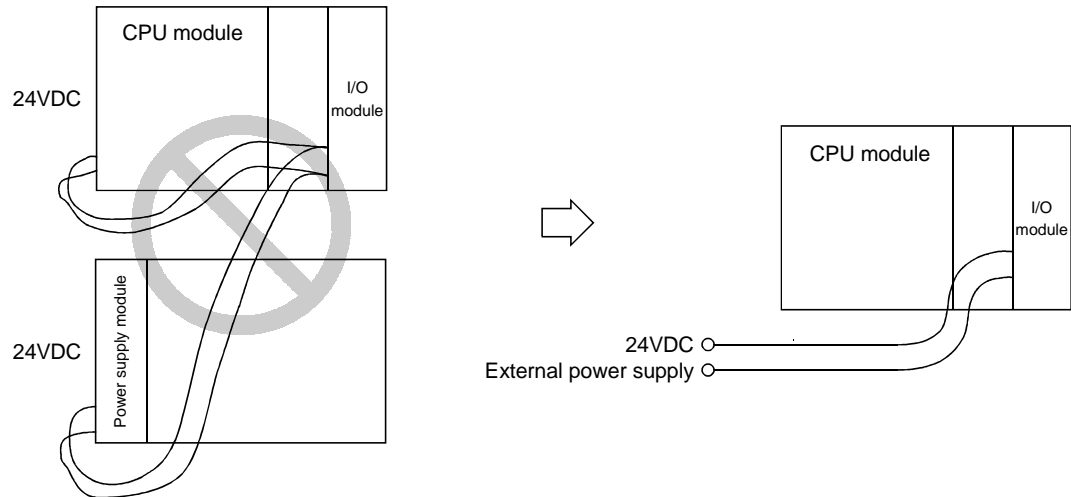 CPU module
24VDC
I/O
module
24VDC
Power supply module
CPU module
I/O
module
24VDC
External power supply